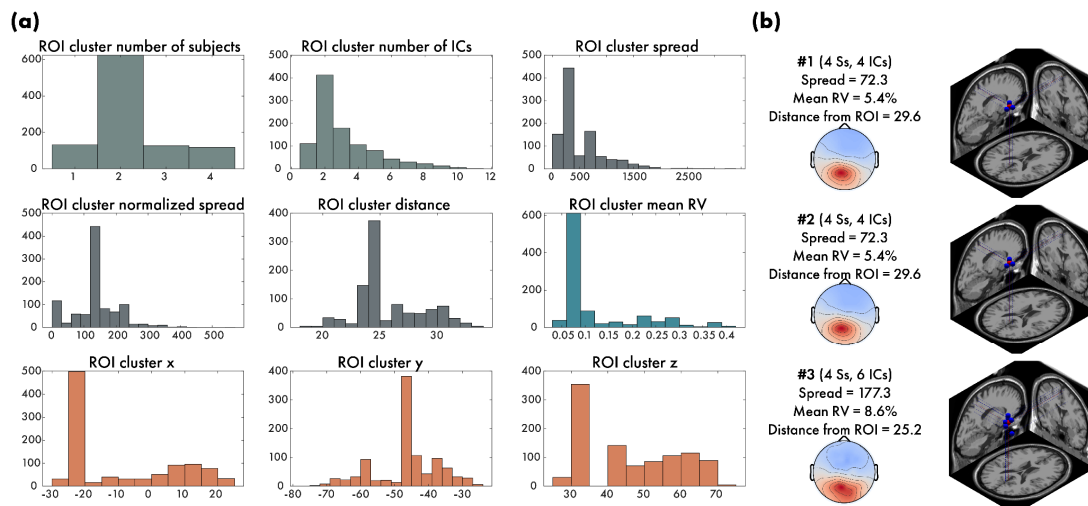 (a)
ROI cluster number of subjects
600
400
200
0
1 2 3 4
ROI cluster number of ICs
500
400
300
200
100
0
0 2 4 6 8 10 12
ROI cluster spread
500
400
300
200
100
0
0 500 1500 2500
ROI cluster normalized spread
500
400
300
200
100
0
0 100 200 300 400 500
ROI cluster distance
400
300
200
100
0
20 25 30
ROI cluster mean RV
600
400
200
0
0.05 0.1 0.15 0.2 0.25 0.3 0.35 0.4
ROI cluster x
500
400
300
200
100
0
-30 -20 -10 0 10 20
ROI cluster y
400
300
200
100
0
-80 -70 -60 -50 -40 -30
ROI cluster z
400
300
200
100
0
30 40 50 60 70
(b)
#1 (4 Ss, 4 ICs)
Spread = 72.3
Mean RV = 5.4%
Distance from ROI = 29.6
#2 (4 Ss, 4 ICs)
Spread = 72.3
Mean RV = 5.4%
Distance from ROI = 29.6
#3 (4 Ss, 6 ICs)
Spread = 177.3
Mean RV = 8.6%
Distance from ROI = 25.2